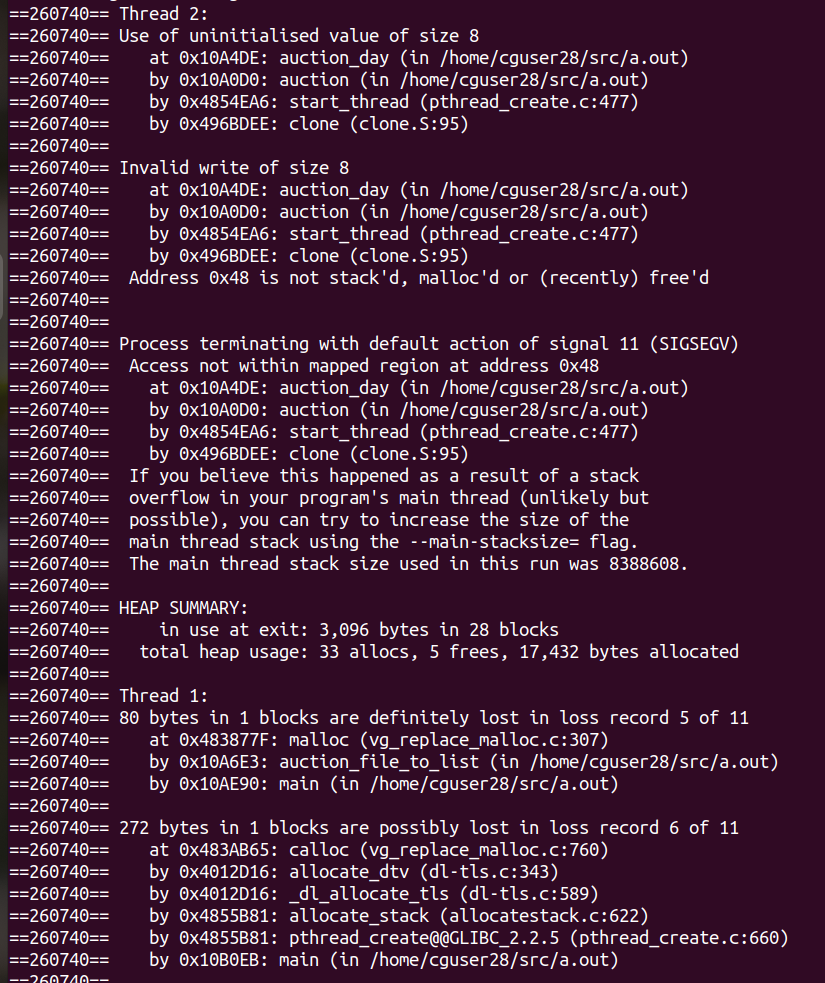 ==260740== Thread 2:
==260740== Use of uninitialised value of size 8
==260740==    at 0x10A4DE: auction_day (in /home/cguser28/src/a.out)
==260740==    by 0x10A0D0: auction (in /home/cguser28/src/a.out)
==260740==    by 0x4854EA6: start_thread (pthread_create.c:477)
==260740==    by 0x496BDEE: clone (clone.S:95)
==260740==
==260740== Invalid write of size 8
==260740==    at 0x10A4DE: auction_day (in /home/cguser28/src/a.out)
==260740==    by 0x10A0D0: auction (in /home/cguser28/src/a.out)
==260740==    by 0x4854EA6: start_thread (pthread_create.c:477)
==260740==    by 0x496BDEE: clone (clone.S:95)
==260740==  Address 0x48 is not stack'd, malloc'd or (recently) free'd
==260740==
==260740==
==260740== Process terminating with default action of signal 11 (SIGSEGV)
==260740==  Access not within mapped region at address 0x48
==260740==    at 0x10A4DE: auction_day (in /home/cguser28/src/a.out)
==260740==    by 0x10A0D0: auction (in /home/cguser28/src/a.out)
==260740==    by 0x4854EA6: start_thread (pthread_create.c:477)
==260740==    by 0x496BDEE: clone (clone.S:95)
==260740==  If you believe this happened as a result of a stack
==260740==  overflow in your program's main thread (unlikely but
==260740==  possible), you can try to increase the size of the
==260740==  main thread stack using the --main-stacksize= flag.
==260740==  The main thread stack size used in this run was 8388608.
==260740==
==260740== HEAP SUMMARY:
==260740==     in use at exit: 3,096 bytes in 28 blocks
==260740==   total heap usage: 33 allocs, 5 frees, 17,432 bytes allocated
==260740==
==260740== Thread 1:
==260740== 80 bytes in 1 blocks are definitely lost in loss record 5 of 11
==260740==    at 0x483877F: malloc (vg_replace_malloc.c:307)
==260740==    by 0x10A6E3: auction_file_to_list (in /home/cguser28/src/a.out)
==260740==    by 0x10AE90: main (in /home/cguser28/src/a.out)
==260740==
==260740== 272 bytes in 1 blocks are possibly lost in loss record 6 of 11
==260740==    at 0x483AB65: calloc (vg_replace_malloc.c:760)
==260740==    by 0x4012D16: allocate_dtv (dl-tls.c:343)
==260740==    by 0x4012D16: _dl_allocate_tls (dl-tls.c:589)
==260740==    by 0x4855B81: allocate_stack (allocatestack.c:622)
==260740==    by 0x4855B81: pthread_create@@GLIBC_2.2.5 (pthread_create.c:660)
==260740==    by 0x10B0EB: main (in /home/cguser28/src/a.out)
==260740==